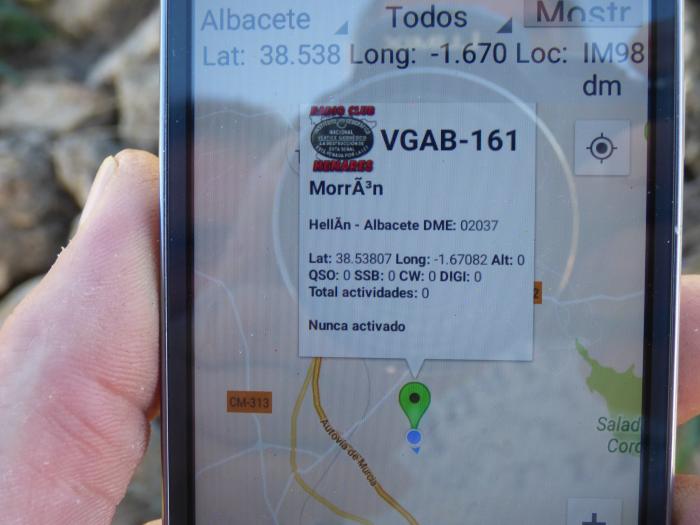 Albacete Todos Mostr
Lat: 38.538 Long: -1.670 Loc: IM98
dm
RADIO CLUB
HENARES
VGAB-161
MorrÃ³n
HellÃn - Albacete DME: 02037
Lat: 38.53807 Long: -1.67082 Alt: 0
QSO: 0 SSB: 0 CW: 0 DIGI: 0
Total actividades: 0
Nunca activado
2
CM-313
Autovía de Murcia
Salad
Cord